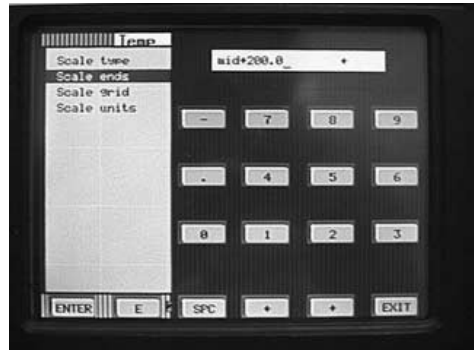 Temp
mid+200.0_
Scale type
Scale ends
Scale grid
Scale units
- 7 8 9
. 4 5 6
0 1 2 3
ENTER E SPC EXIT